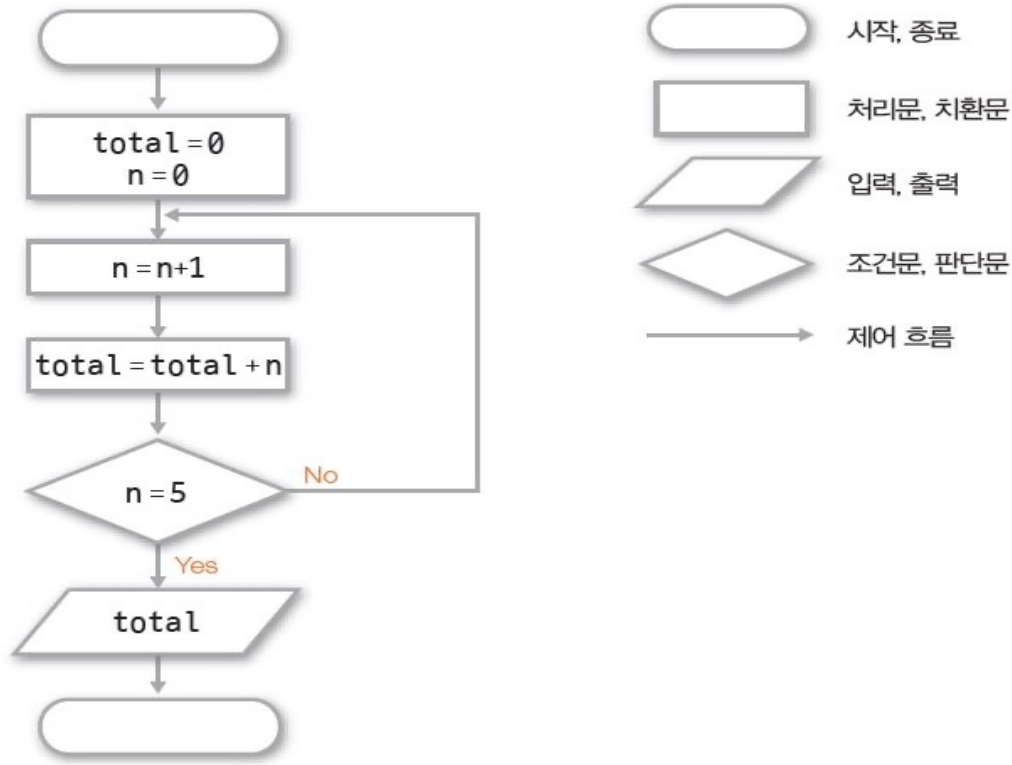 total=0
n=0
n=n+1
total=total+n
n=5
No
Yes
total
시작, 종료
처리문, 치환문
입력, 출력
조건문, 판단문
제어 흐름